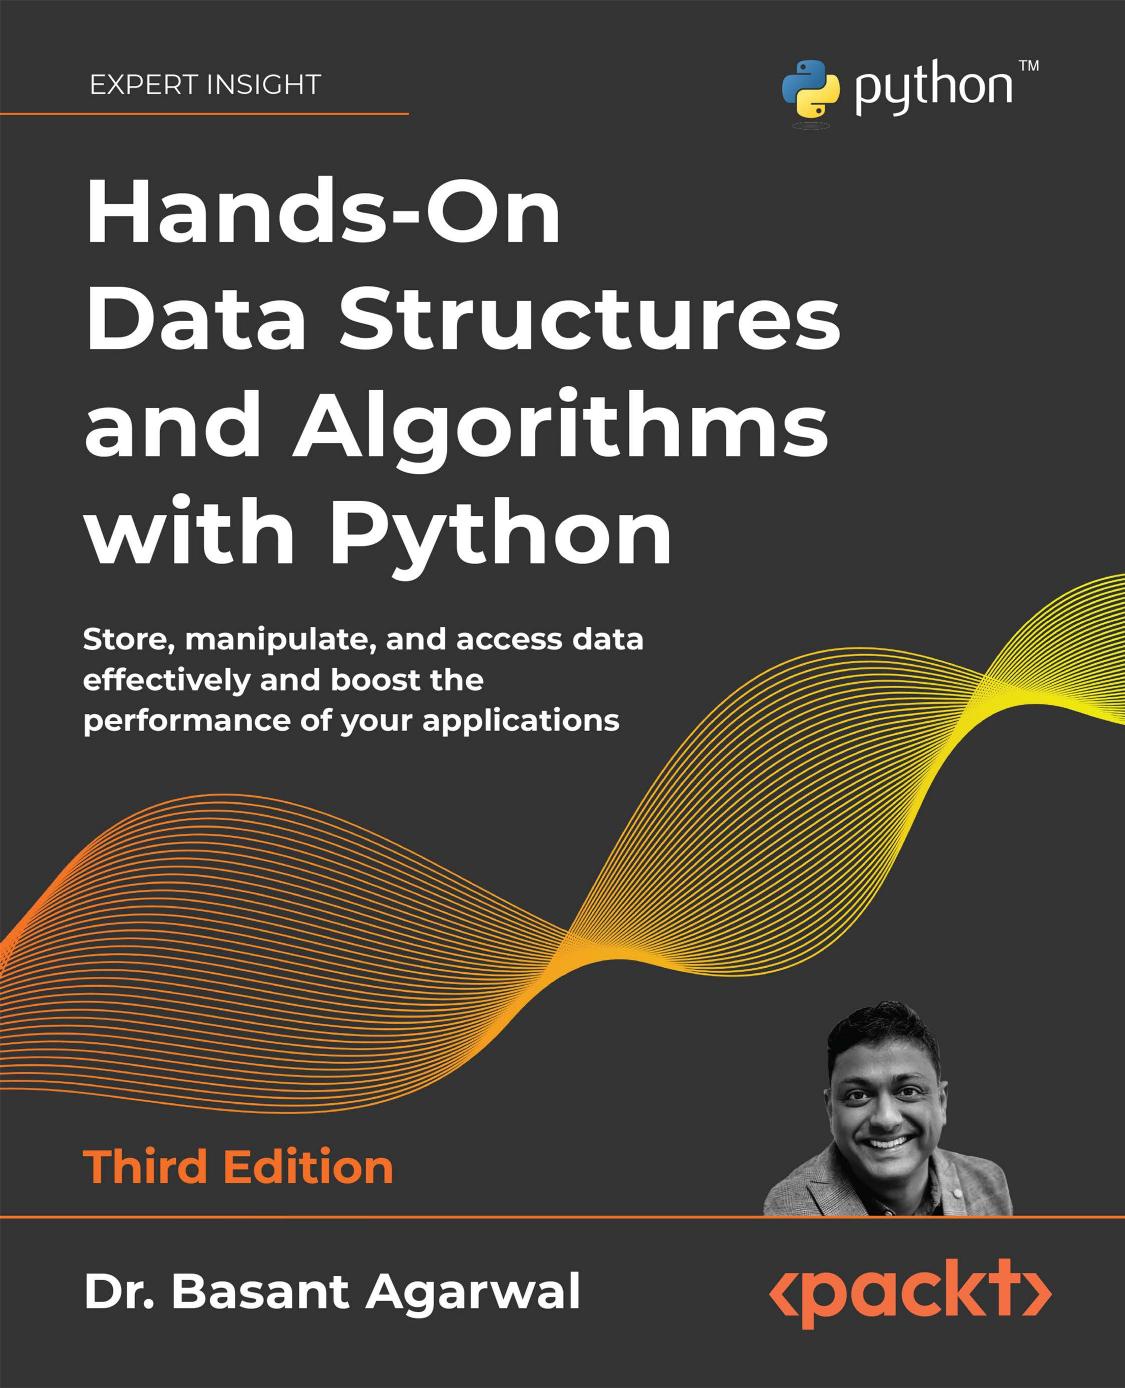 EXPERT INSIGHT
python™
Hands-On
Data Structures
and Algorithms
with Python
Store, manipulate, and access data
effectively and boost the
performance of your applications
Third Edition
Dr. Basant Agarwal
<packt>